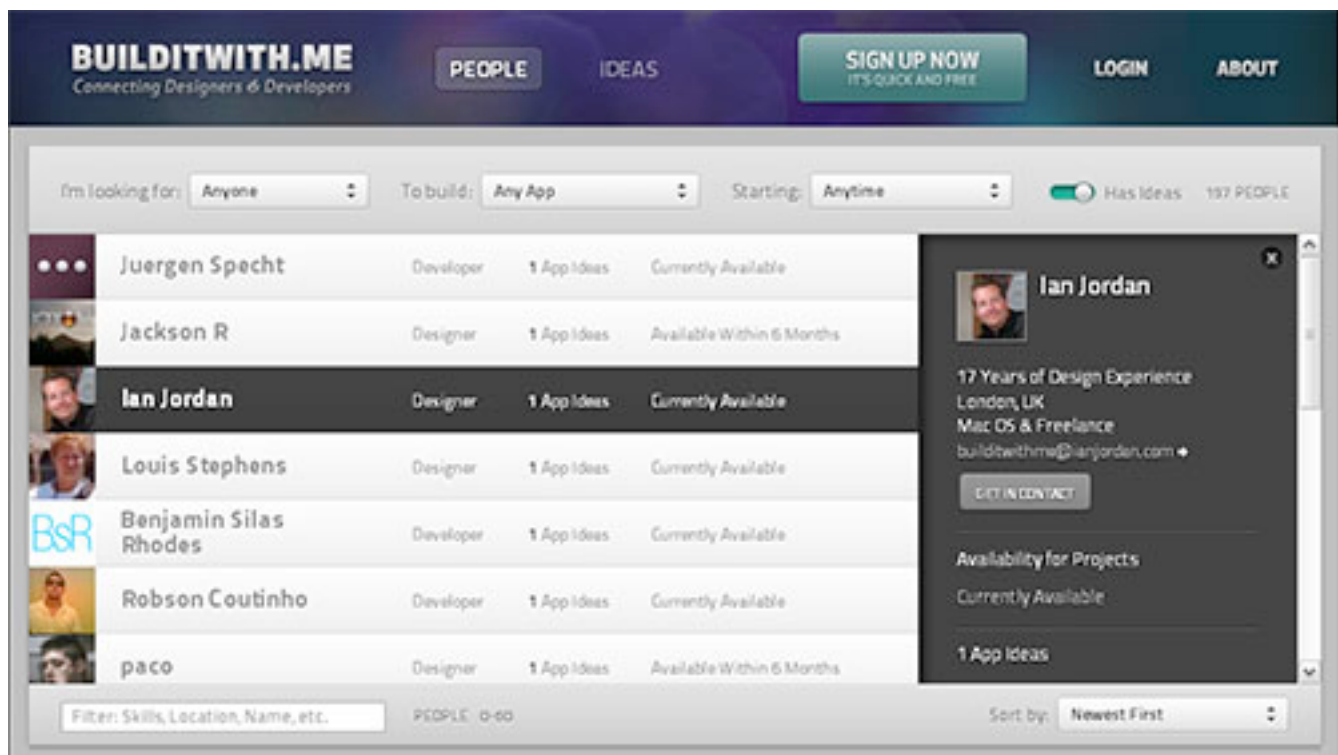 BUILDITWITH.ME
Connecting Designers & Developers
PEOPLE
IDEAS
SIGN UP NOW
IT'S QUICK AND FREE
LOGIN
ABOUT
I'm looking for: Anyone
To build: Any App
Starting: Anytime
Has Ideas
197 PEOPLE
Juergen Specht Developer 1 App Ideas Currently Available
Jackson R Designer 1 App Ideas Available Within 6 Months
Ian Jordan Designer 1 App Ideas Currently Available
Louis Stephens Designer 1 App Ideas Currently Available
BsR
Benjamin Silas
Rhodes
Developer 1 App Ideas Currently Available
Robson Coutinho Developer 1 App Ideas Currently Available
paco Designer 1 App Ideas Available Within 6 Months
Ian Jordan
17 Years of Design Experience
London, UK
Mac OS & Freelance
builditwithme@ianjordan.com
GET IN CONTACT
Availability for Projects
Currently Available
1 App Ideas
Filter: Skills, Location, Name, etc.
PEOPLE 0-60
Sort by: Newest First